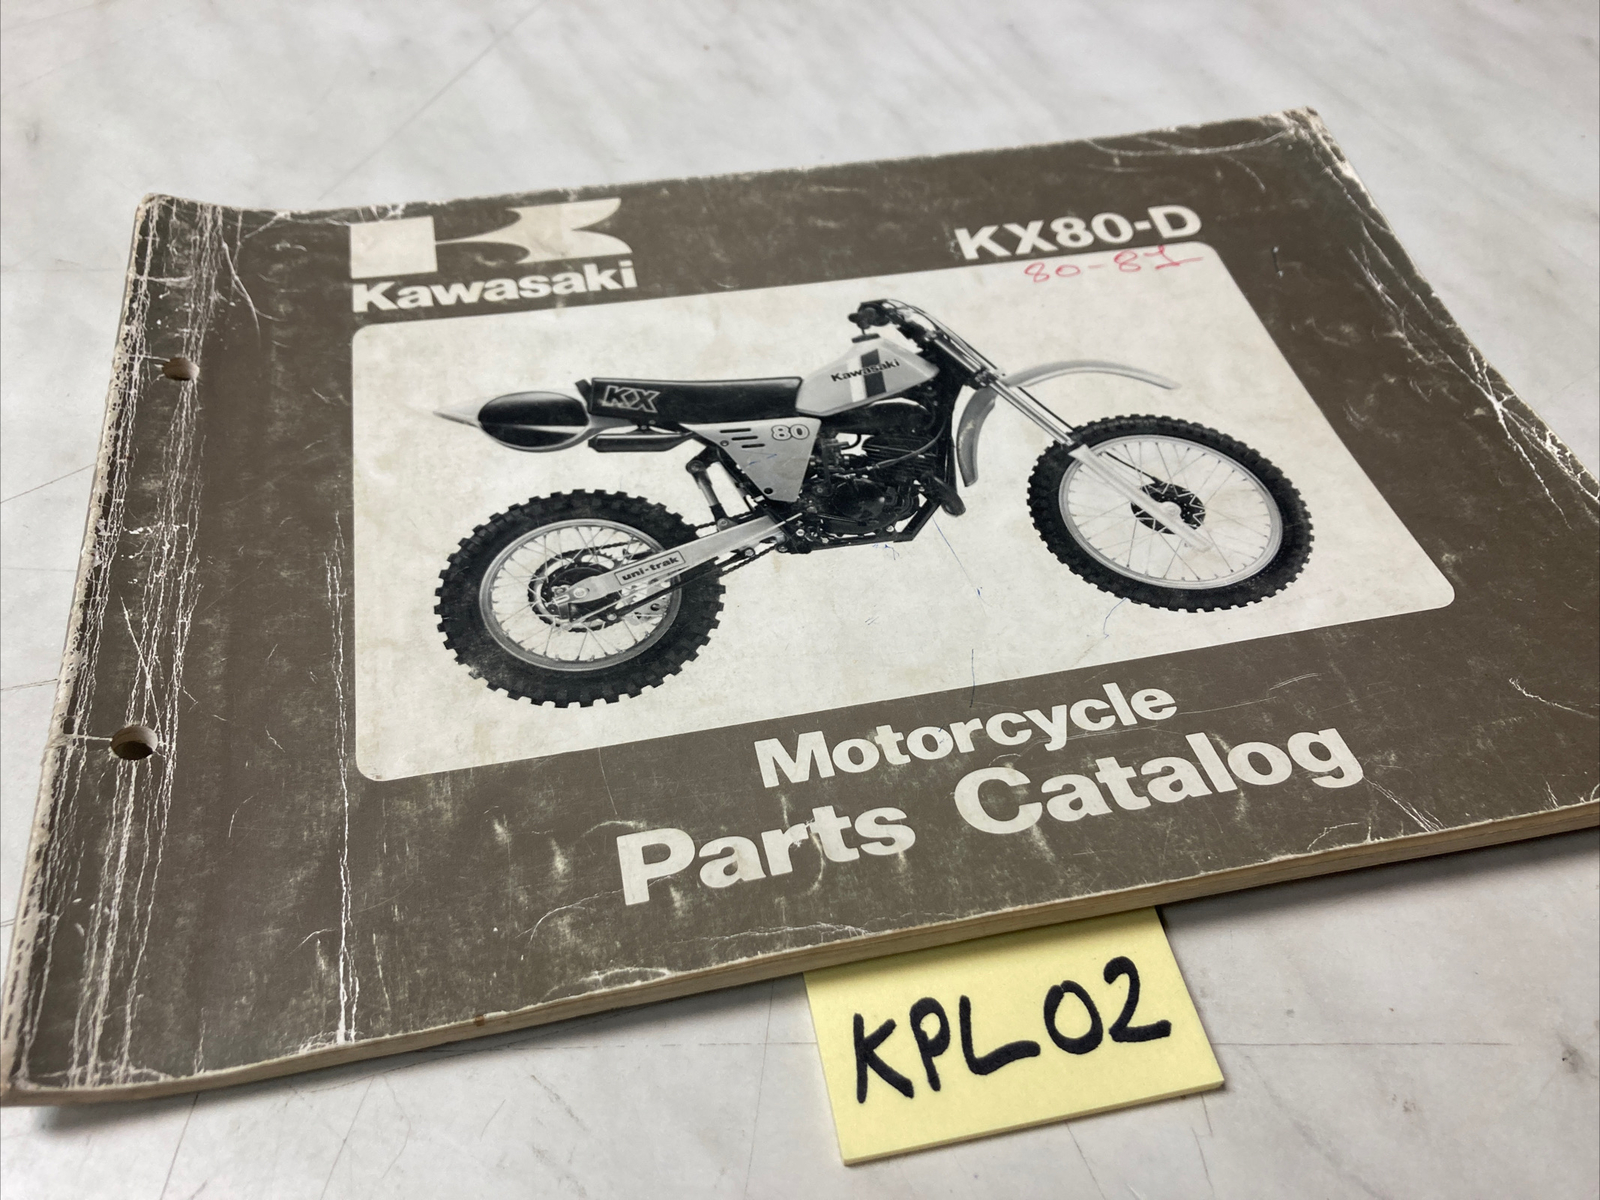 Kawasaki
KX80-D
80-81
Kawasaki
KX
80
uni-trak
Motorcycle
Parts Catalog
KPL02